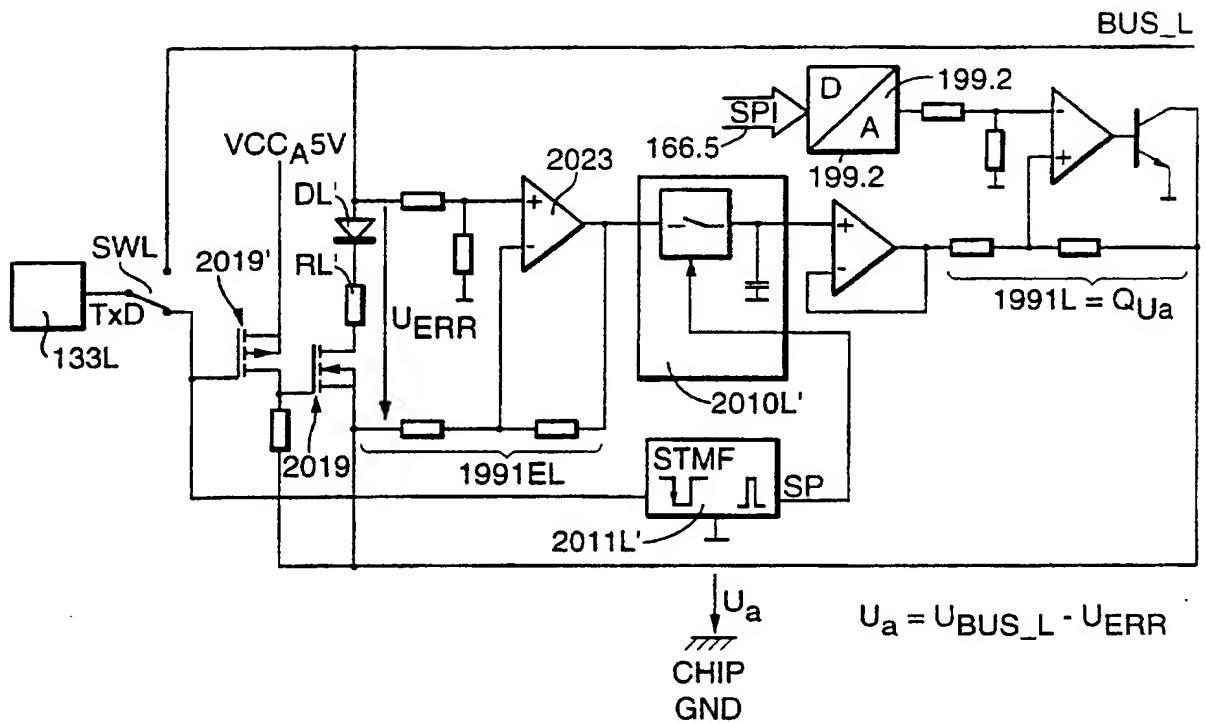 BUS_L
D
A
199.2
SPI
166.5
199.2
VCCA5V
2023
DL'
SWL
2019'
RL'
+
-
+
-
-
+
TxD
UERR
1991L = QUa
133L
2010L'
2019
1991EL
STMF
SP
2011L'
Ua
Ua = UBUS_L - UERR
CHIP
GND